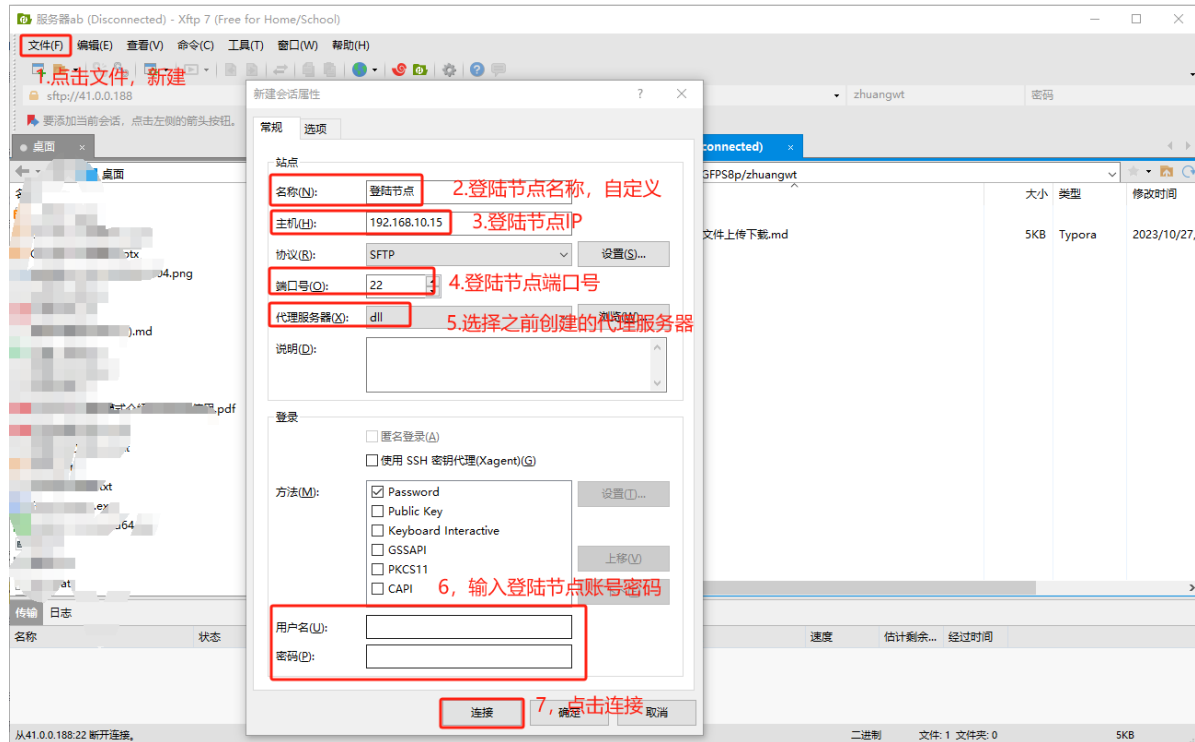 服务器ab (Disconnected) - Xftp 7 (Free for Home/School)
文件(F) 编辑(E) 查看(V) 命令(C) 工具(T) 窗口(W) 帮助(H)
1.点击文件，新建
sftp://41.0.0.188
zhuangwt
密码
要添加当前会话，点击左侧的箭头按钮。
桌面
onnected)
桌面
GFPS8p/zhuangwt
大小 类型 修改时间
文件上传下载.md 5KB Typora 2023/10/27,
04.png
).md
.pdf
新建会话属性
常规 选项
站点
名称(N): 登陆节点
2.登陆节点名称，自定义
主机(H): 192.168.10.15
3.登陆节点IP
协议(R): SFTP 设置(S)...
端口号(O): 22
4.登陆节点端口号
代理服务器(X): dll 浏览(W)...
5.选择之前创建的代理服务器
说明(D):
登录
匿名登录(A)
使用 SSH 密钥代理(Xagent)(G)
方法(M):
Password 设置(T)...
Public Key
Keyboard Interactive
GSSAPI
上移(V)
PKCS11
CAPI
6，输入登陆节点账号密码
用户名(U):
密码(P):
连接 确定 取消
7，点击连接
传输 日志
名称 状态 速度 估计剩余... 经过时间
从41.0.0.188:22 断开连接。 二进制 文件: 1 文件夹: 0 5KB